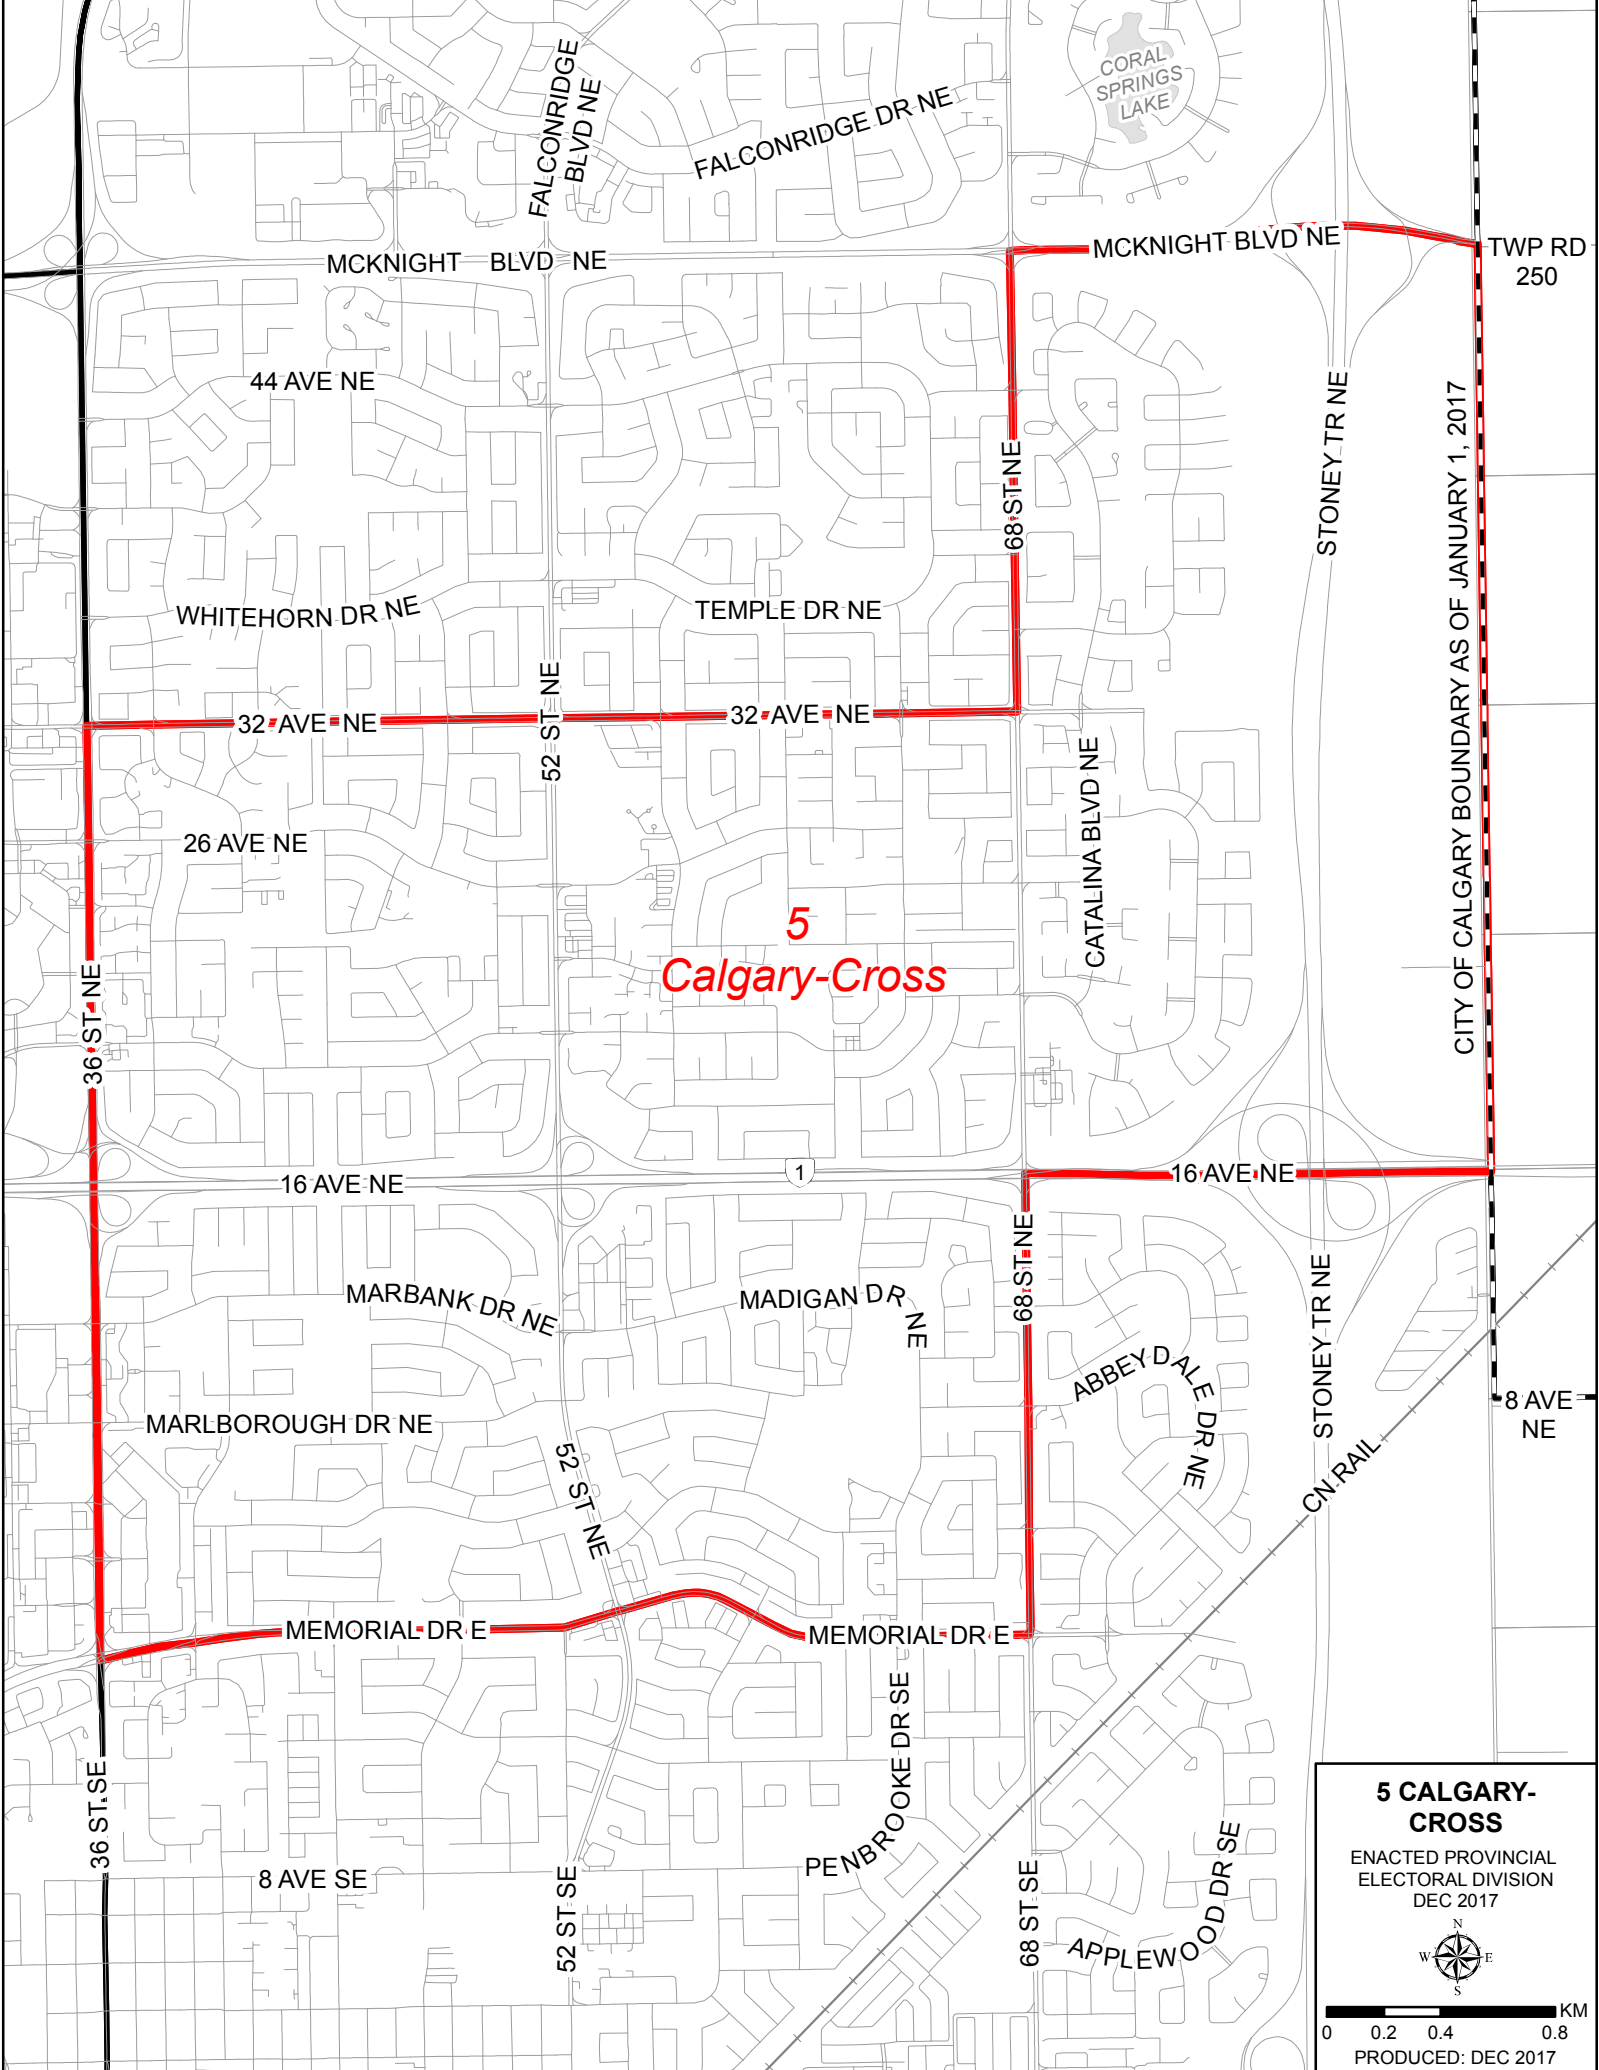 CORAL
SPRINGS
LAKE
FALCONRIDGE
BLVD NE
FALCONRIDGE DR NE
MCKNIGHT BLVD NE
MCKNIGHT BLVD NE
TWP RD
250
44 AVE NE
68 ST NE
STONEY TR NE
CITY OF CALGARY BOUNDARY AS OF JANUARY 1, 2017
WHITEHORN DR NE
TEMPLE DR NE
52 ST NE
32 AVE NE
32 AVE NE
CATALINA BLVD NE
26 AVE NE
5
Calgary-Cross
36 ST NE
16 AVE NE
1
16 AVE NE
68 ST NE
MARBANK DR NE
MADIGAN DR NE
STONEY TR NE
ABBEYDALE DR NE
8 AVE
NE
MARLBOROUGH DR NE
52 ST NE
CN RAIL
MEMORIAL DR E
MEMORIAL DR E
PENBROOKE DR SE
36 ST SE
8 AVE SE
52 ST SE
68 ST SE
APPLEWOOD DR SE
5 CALGARY-
CROSS
ENACTED PROVINCIAL
ELECTORAL DIVISION
DEC 2017
N
W E
S
KM
0 0.2 0.4 0.8
PRODUCED: DEC 2017